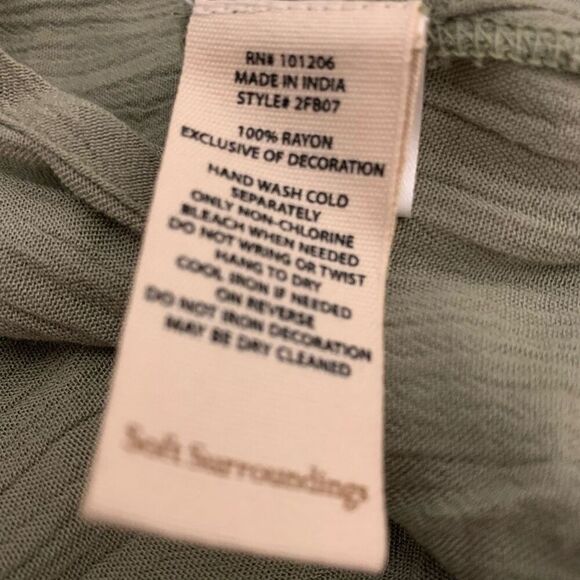 RN# 101206
MADE IN INDIA
STYLE# 2FB07
100% RAYON
EXCLUSIVE OF DECORATION
HAND WASH COLD
SEPARATELY
ONLY NON-CHLORINE
BLEACH WHEN NEEDED
DO NOT WRING OR TWIST
HANG TO DRY
COOL IRON IF NEEDED
ON REVERSE
DO NOT IRON DECORATION
MAY BE DRY CLEANED
Soft Surroundings